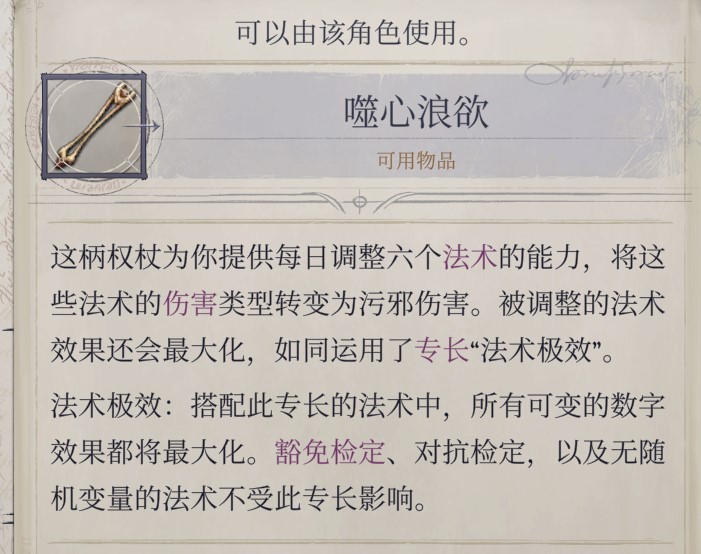 可以由该角色使用。
噬心浪欲
可用物品
这柄权杖为你提供每日调整六个法术的能力，将这
些法术的伤害类型转变为污邪伤害。被调整的法术
效果还会最大化，如同运用了专长“法术极效”。
法术极效：搭配此专长的法术中，所有可变的数字
效果都将最大化。豁免检定、对抗检定，以及无随
机变量的法术不受此专长影响。